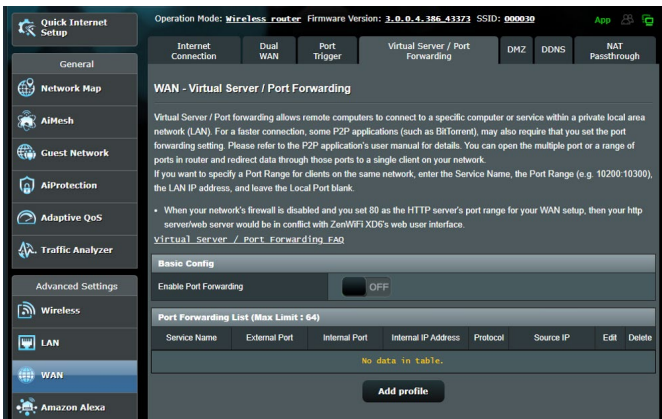 Quick Internet
Setup
Operation Mode: Wireless router Firmware Version: 3.0.0.4.386_43373 SSID: 000030
App
General
Network Map
AiMesh
Guest Network
AiProtection
Adaptive QoS
Traffic Analyzer
Advanced Settings
Wireless
LAN
WAN
Amazon Alexa
Internet
Connection
Dual
WAN
Port
Trigger
Virtual Server / Port
Forwarding
DMZ
DDNS
NAT
Passthrough
WAN - Virtual Server / Port Forwarding
Virtual Server / Port forwarding allows remote computers to connect to a specific computer or service within a private local area
network (LAN). For a faster connection, some P2P applications (such as BitTorrent), may also require that you set the port
forwarding setting. Please refer to the P2P application's user manual for details. You can open the multiple port or a range of
ports in router and redirect data through those ports to a single client on your network.
If you want to specify a Port Range for clients on the same network, enter the Service Name, the Port Range (e.g. 10200:10300),
the LAN IP address, and leave the Local Port blank.
• When your network's firewall is disabled and you set 80 as the HTTP server's port range for your WAN setup, then your http
server/web server would be in conflict with ZenWiFi XD6's web user interface.
Virtual Server / Port Forwarding FAQ
Basic Config
Enable Port Forwarding
OFF
Port Forwarding List (Max Limit : 64)
Service Name External Port Internal Port Internal IP Address Protocol Source IP Edit Delete
No data in table.
Add profile